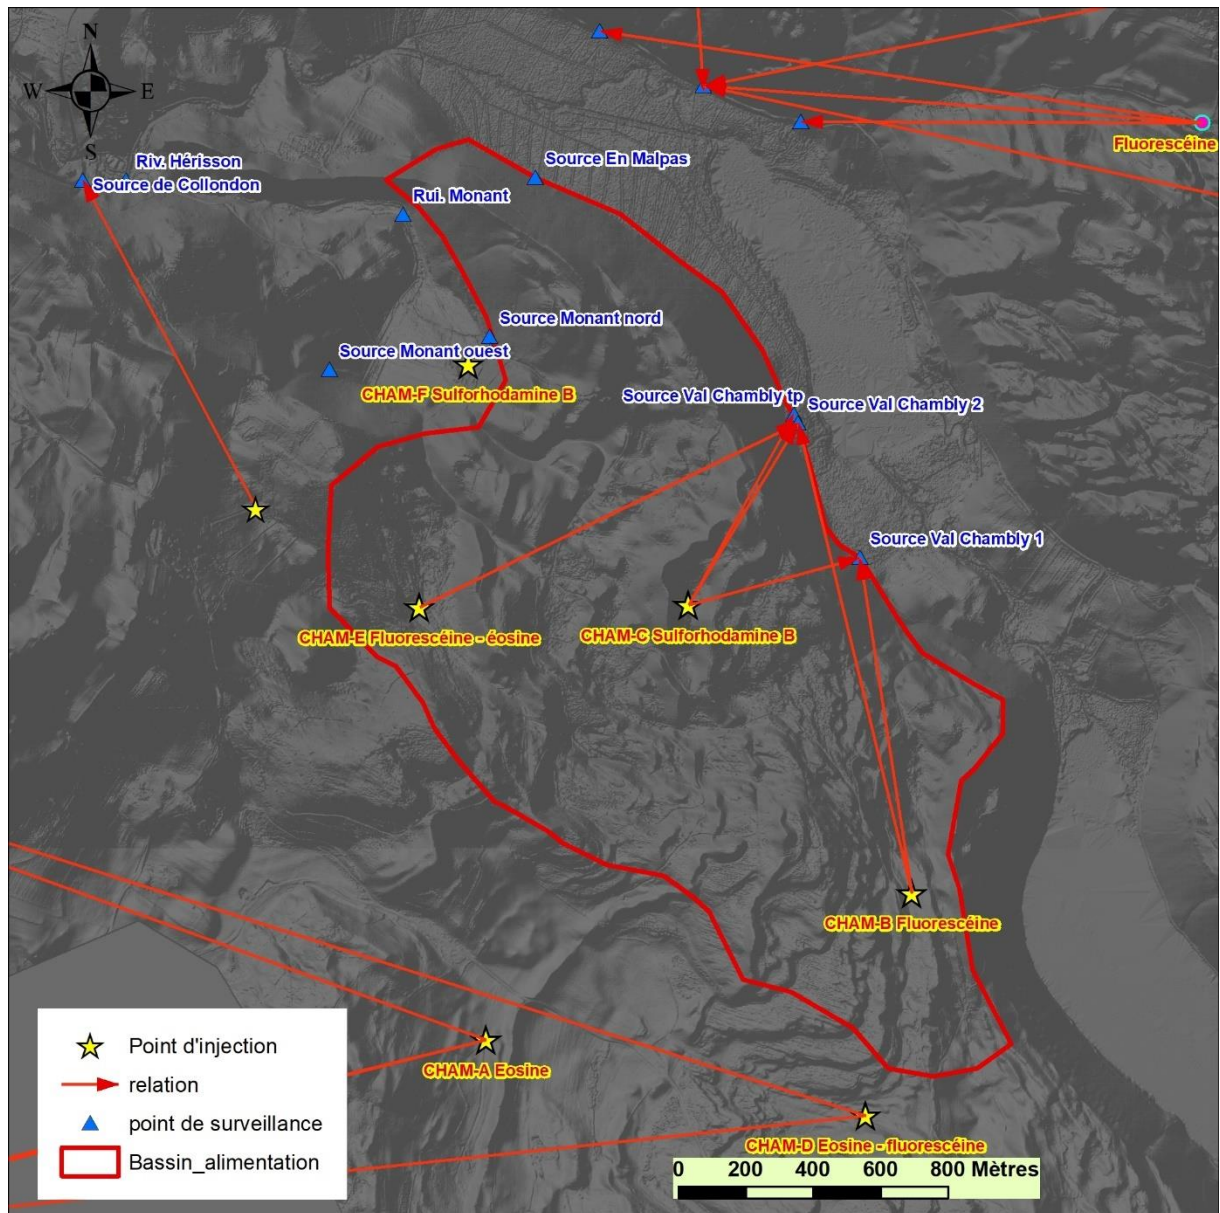 N
W E
S
Fluorescéine
Riv. Hérisson
Source de Collondon
Source En Malpas
Rui. Monant
Source Monant nord
Source Monant ouest
CHAM-F Sulforhodamine B
Source Val Chambly tp
Source Val Chambly 2
Source Val Chambly 1
CHAM-E Fluorescéine - éosine
CHAM-C Sulforhodamine B
CHAM-B Fluorescéine
CHAM-A Eosine
CHAM-D Eosine - fluorescéine
Point d'injection
relation
point de surveillance
Bassin_alimentation
0 200 400 600 800 Mètres